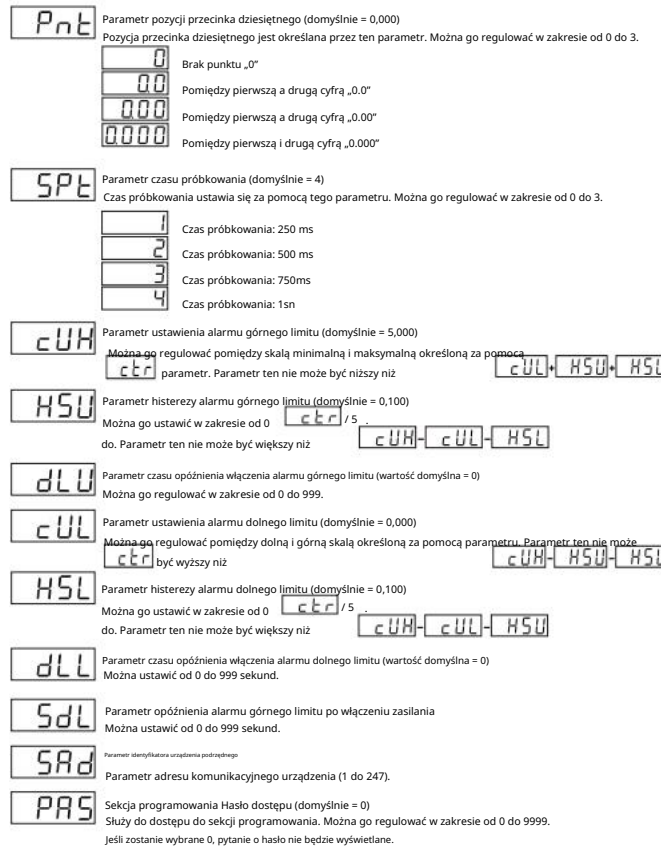 Pnt Parametr pozycji przecinka dziesiętnego (domyślnie = 0,000)
Pozycja przecinka dziesiętnego jest określana przez ten parametr. Można go regulować w zakresie od 0 do 3.
0 Brak punktu „0”
0.0 Pomiędzy pierwszą a drugą cyfrą „0.0”
0.00 Pomiędzy pierwszą a drugą cyfrą „0.00”
0.000 Pomiędzy pierwszą i drugą cyfrą „0.000”
SPt Parametr czasu próbkowania (domyślnie = 4)
Czas próbkowania ustawia się za pomocą tego parametru. Można go regulować w zakresie od 0 do 3.
1 Czas próbkowania: 250 ms
2 Czas próbkowania: 500 ms
3 Czas próbkowania: 750ms
4 Czas próbkowania: 1sn
cUH Parametr ustawienia alarmu górnego limitu (domyślnie = 5,000)
Można go regulować pomiędzy skalą minimalną i maksymalną określoną za pomocą
ctr parametr. Parametr ten nie może być niższy niż cUL + HSU + HSL
HSU Parametr histerezy alarmu górnego limitu (domyślnie = 0,100)
Można go ustawić w zakresie od 0 ctr / 5 .
do. Parametr ten nie może być większy niż cUH - cUL - HSL
dLU Parametr czasu opóźnienia włączenia alarmu górnego limitu (wartość domyślna = 0)
Można go regulować w zakresie od 0 do 999.
cUL Parametr ustawienia alarmu dolnego limitu (domyślnie = 0,000)
Można go regulować pomiędzy dolną i górną skalą określoną za pomocą parametru. Parametr ten nie może
ctr być wyższy niż cUH - HSU - HSL
HSL Parametr histerezy alarmu dolnego limitu (domyślnie = 0,100)
Można go ustawić w zakresie od 0 ctr / 5 .
do. Parametr ten nie może być większy niż cUH - cUL - HSU
dLL Parametr czasu opóźnienia włączenia alarmu dolnego limitu (wartość domyślna = 0)
Można ustawić od 0 do 999 sekund.
SdL Parametr opóźnienia alarmu górnego limitu po włączeniu zasilania
Można ustawić od 0 do 999 sekund.
SAd Parametr identyfikatora urządzenia podrzędnego
Parametr adresu komunikacyjnego urządzenia (1 do 247).
PAS Sekcja programowania Hasło dostępu (domyślnie = 0)
Służy do dostępu do sekcji programowania. Można go regulować w zakresie od 0 do 9999.
Jeśli zostanie wybrane 0, pytanie o hasło nie będzie wyświetlane.